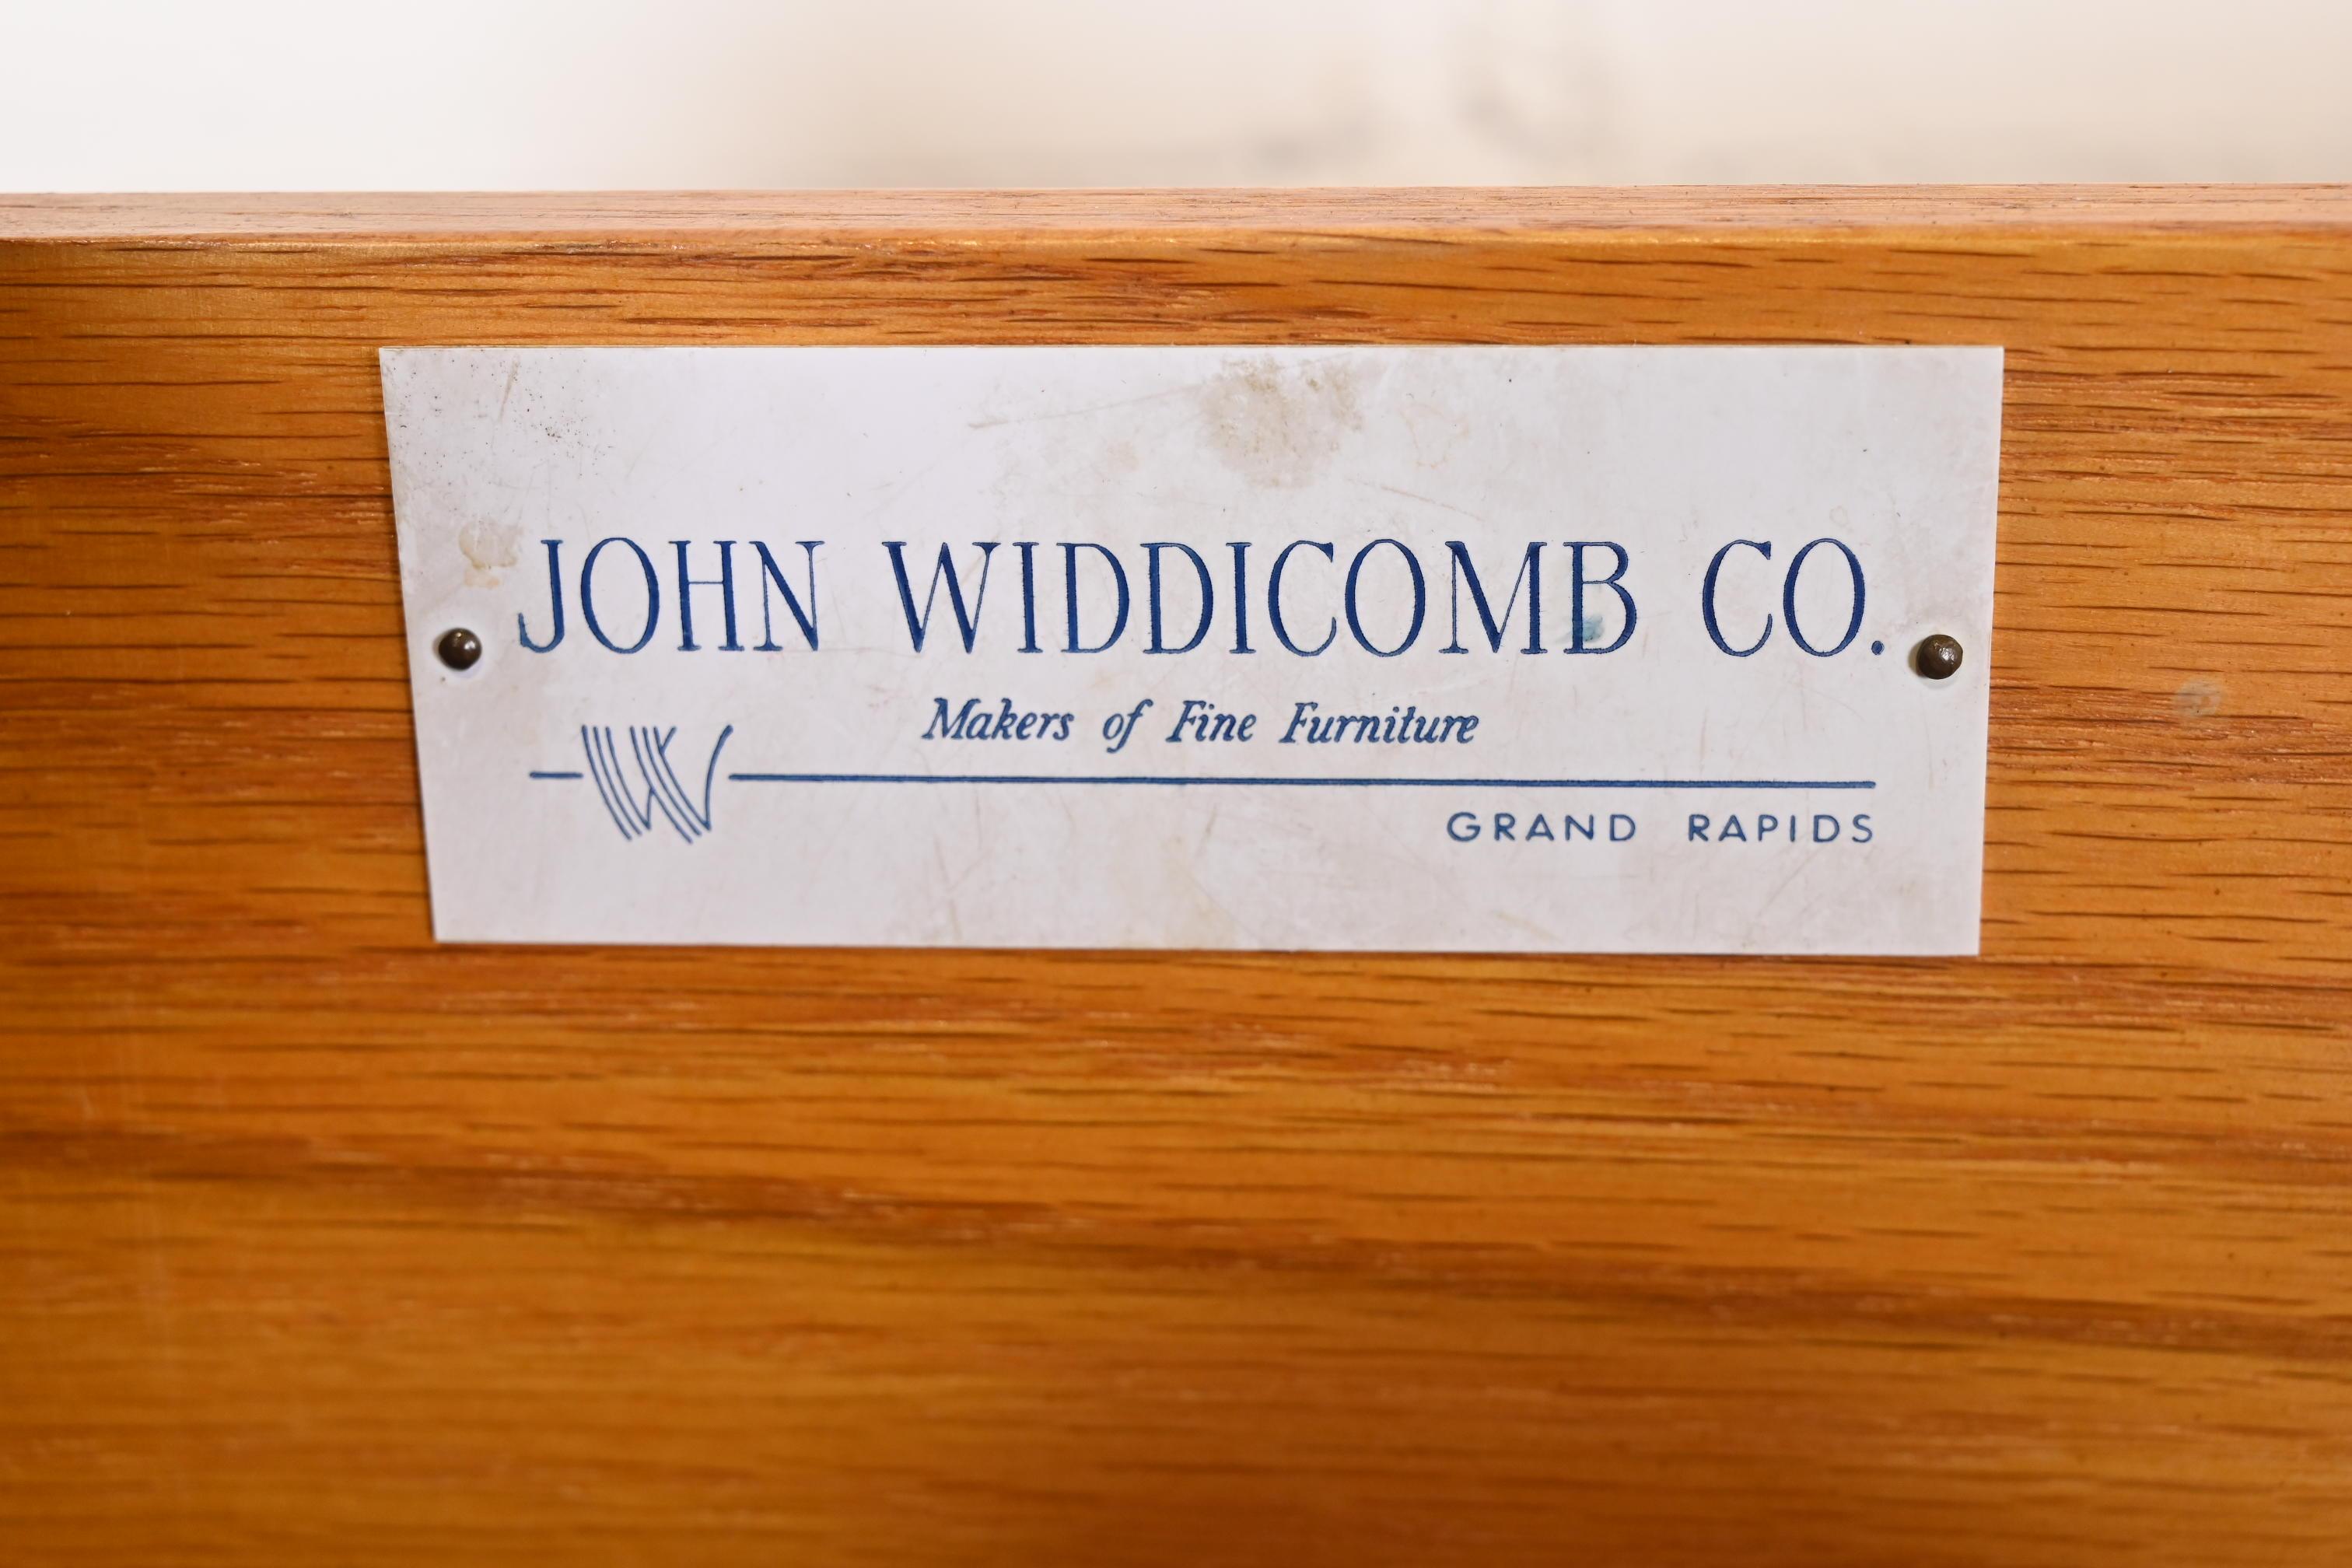 JOHN WIDDICOMB CO.
Makers of Fine Furniture
W
GRAND RAPIDS